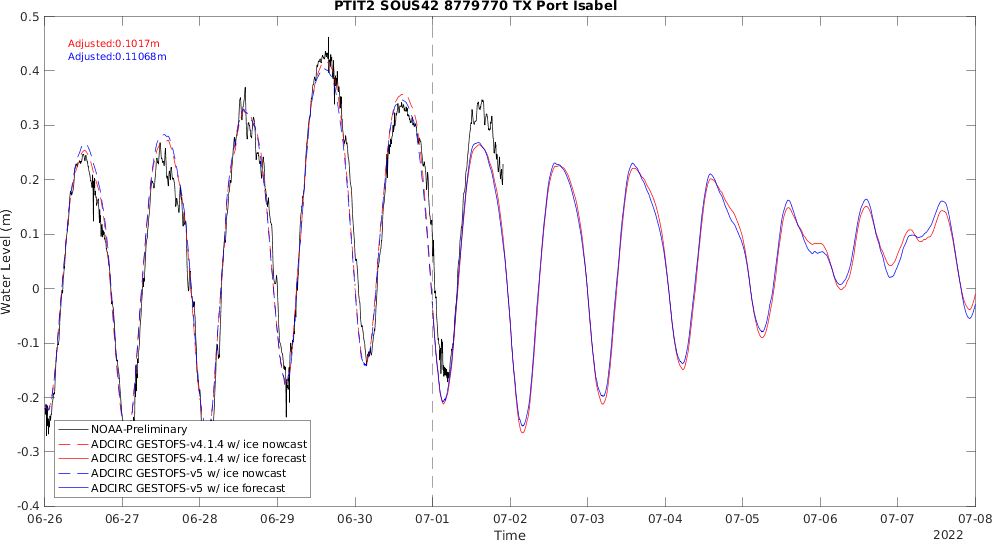 PTIT2 SOUS42 8779770 TX Port Isabel
Adjusted:0.1017m
Adjusted:0.11068m
0.5
0.4
0.3
0.2
0.1
0
-0.1
-0.2
-0.3
-0.4
Water Level (m)
NOAA-Preliminary
ADCIRC GESTOFS-v4.1.4 w/ ice nowcast
ADCIRC GESTOFS-v4.1.4 w/ ice forecast
ADCIRC GESTOFS-v5 w/ ice nowcast
ADCIRC GESTOFS-v5 w/ ice forecast
06-26 06-27 06-28 06-29 06-30 07-01 07-02 07-03 07-04 07-05 07-06 07-07 07-08
Time
2022